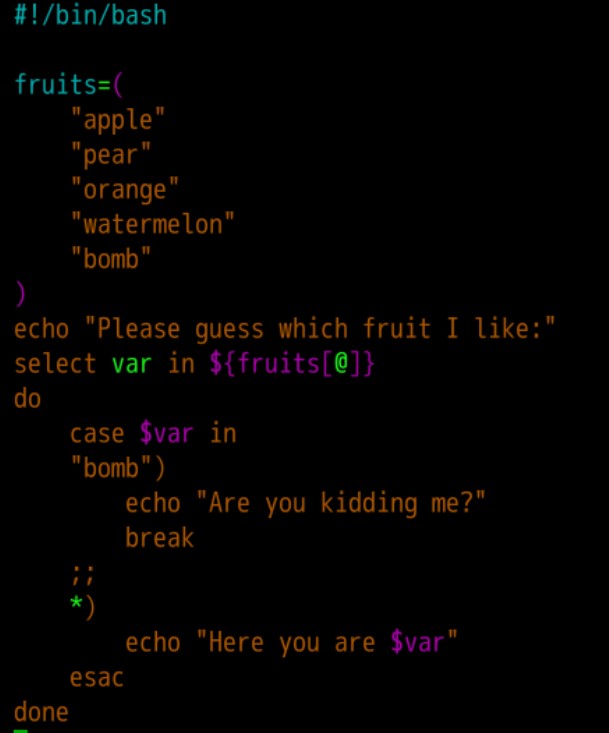 #!/bin/bash

fruits=(
    "apple"
    "pear"
    "orange"
    "watermelon"
    "bomb"
)
echo "Please guess which fruit I like:"
select var in ${fruits[@]}
do
    case $var in
    "bomb")
        echo "Are you kidding me?"
        break
    ;;
    *)
        echo "Here you are $var"
    esac
done